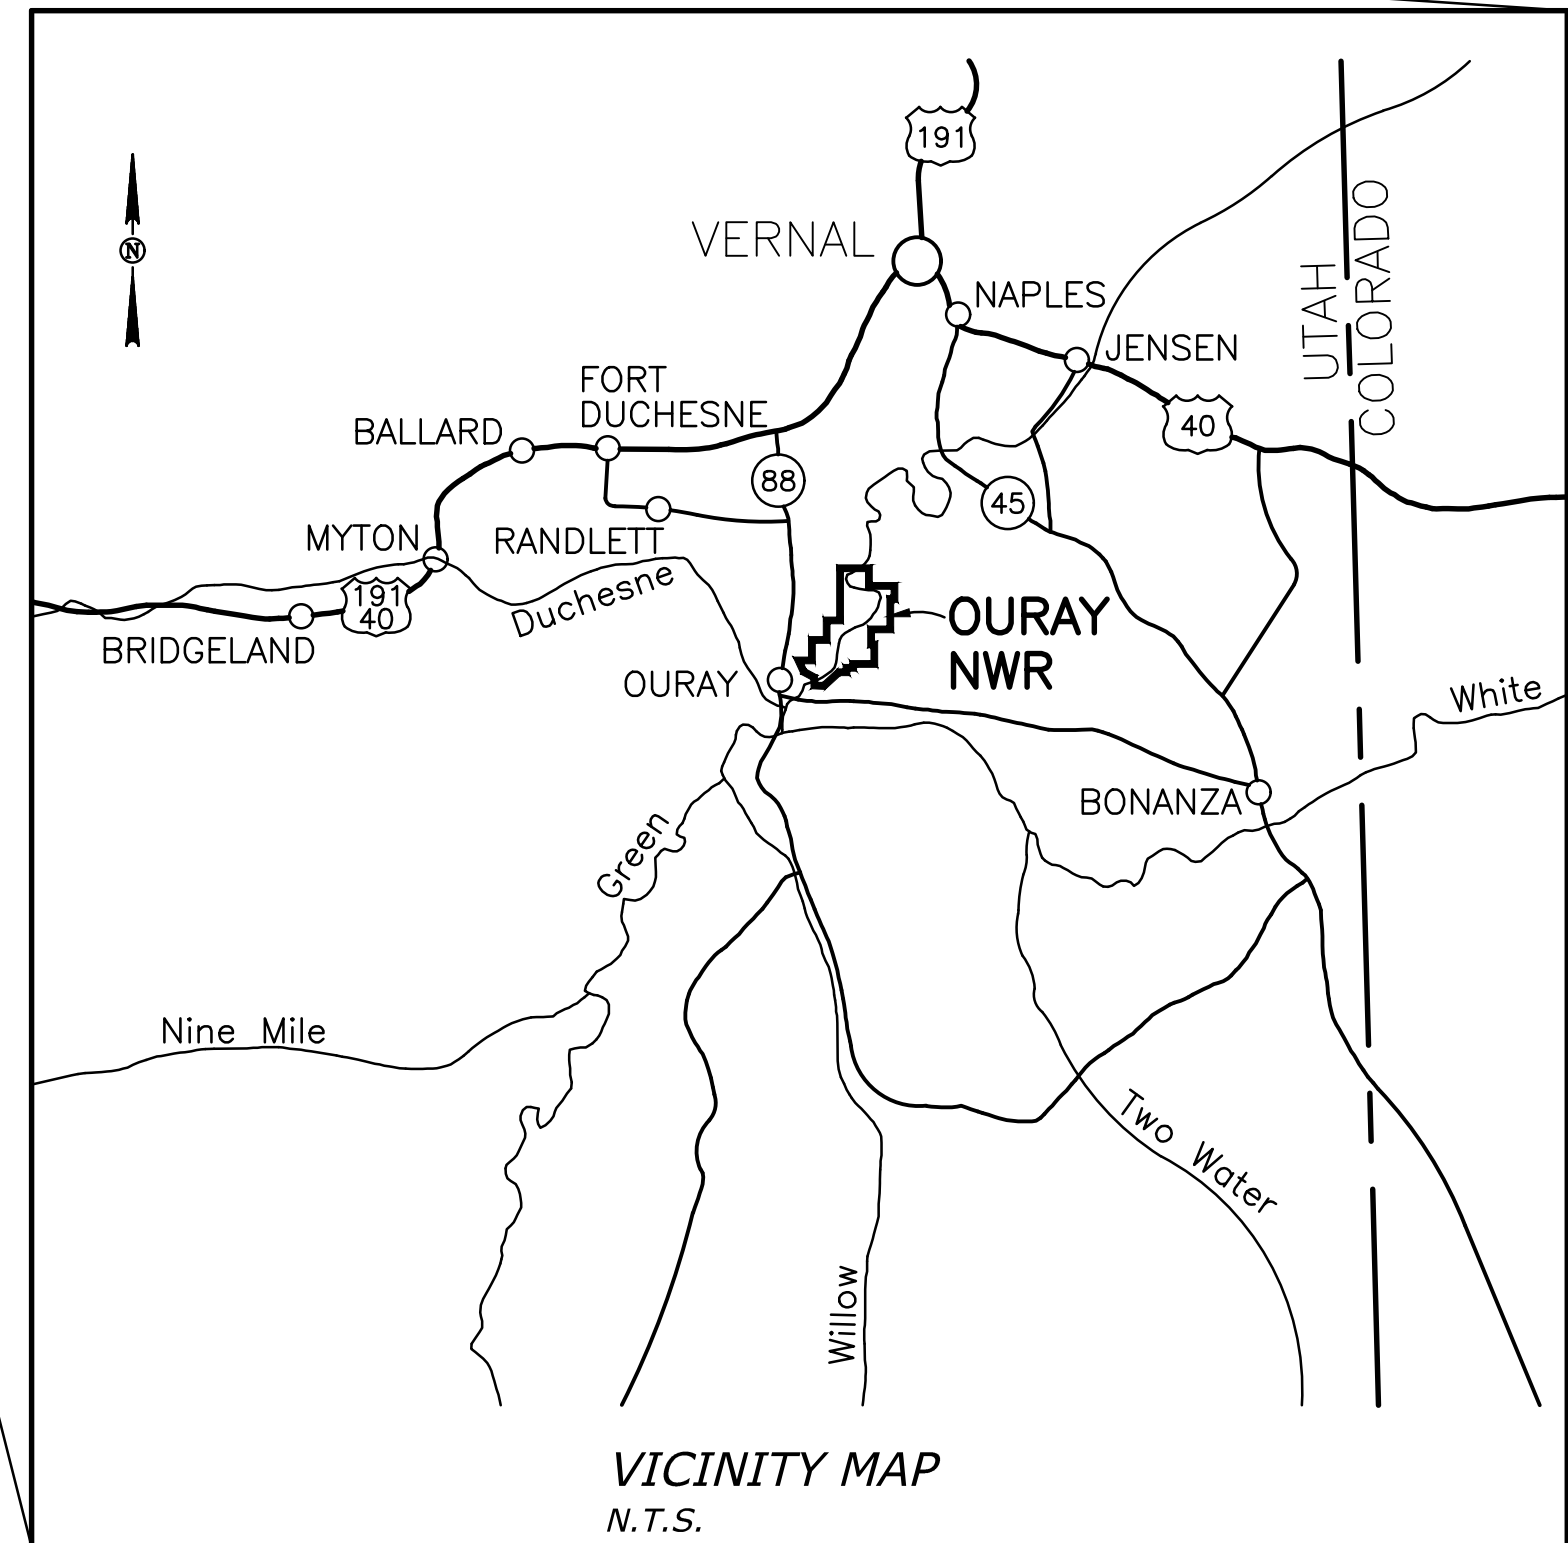 191
N
VERNAL
NAPLES
UTAH
COLORADO
JENSEN
FORT
DUCHESNE
BALLARD
40
88
45
MYTON
RANDLETT
Duchesne
191
40
BRIDGELAND
OURAY
NWR
OURAY
White
BONANZA
Green
Nine Mile
Two Water
Willow
VICINITY MAP
N.T.S.